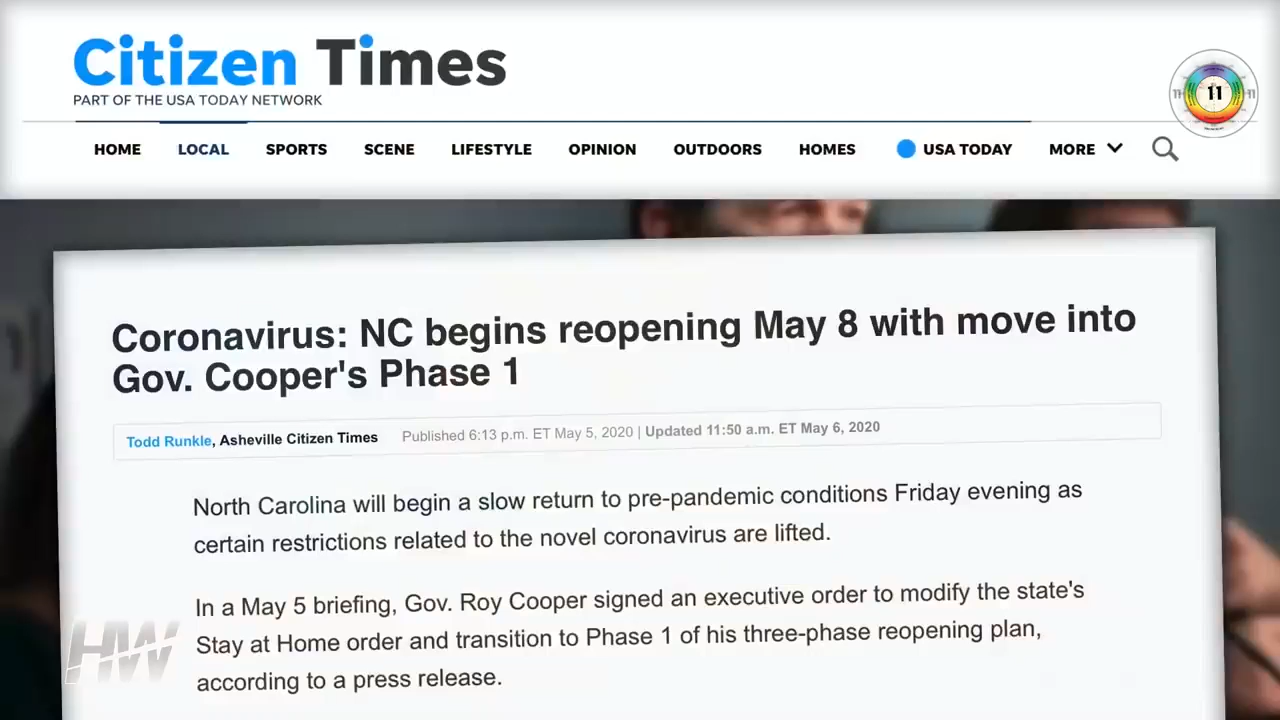 Citizen Times
PART OF THE USA TODAY NETWORK
11
HOME LOCAL SPORTS SCENE LIFESTYLE OPINION OUTDOORS HOMES USA TODAY MORE
Coronavirus: NC begins reopening May 8 with move into
Gov. Cooper's Phase 1
Todd Runkle, Asheville Citizen Times Published 6:13 p.m. ET May 5, 2020 | Updated 11:50 a.m. ET May 6, 2020
North Carolina will begin a slow return to pre-pandemic conditions Friday evening as
certain restrictions related to the novel coronavirus are lifted.
In a May 5 briefing, Gov. Roy Cooper signed an executive order to modify the state's
Stay at Home order and transition to Phase 1 of his three-phase reopening plan,
according to a press release.
HW